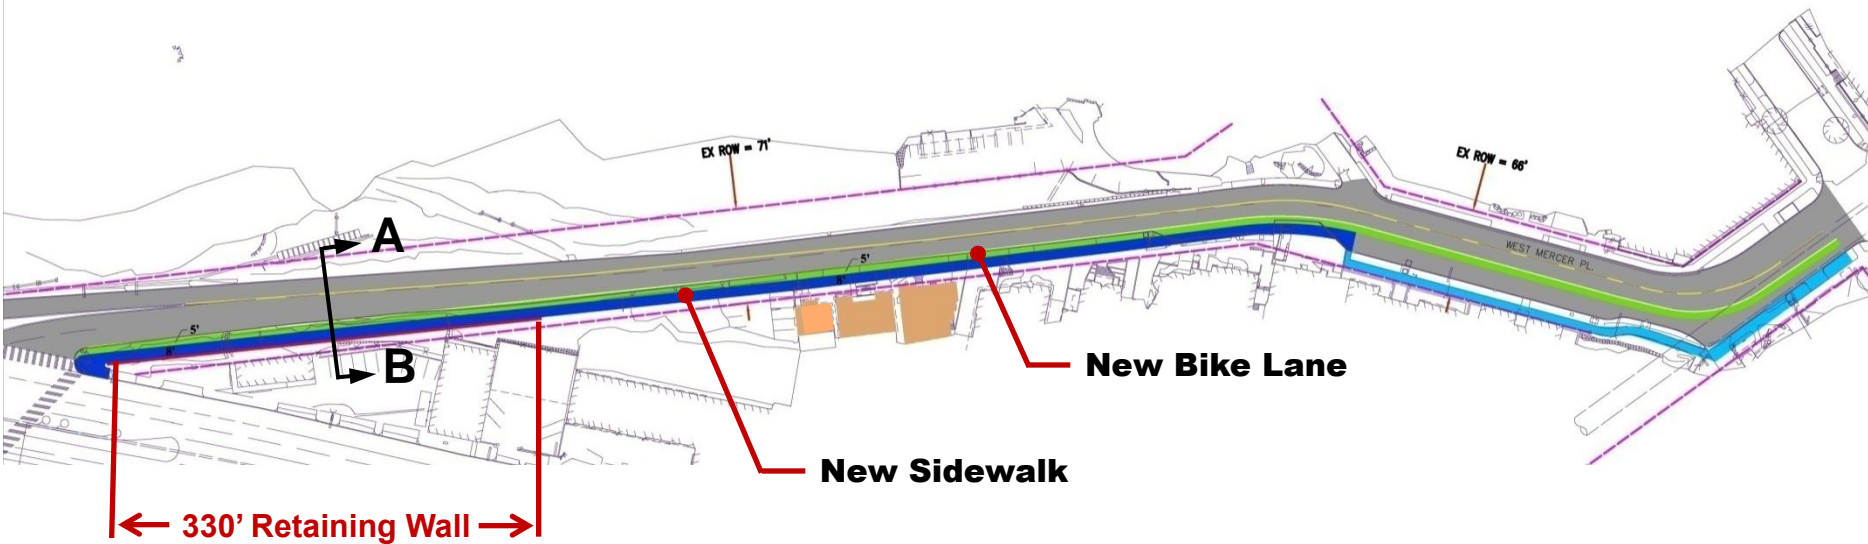 EX ROW = 71'
EX ROW = 66'
A
WEST MERCER PL.
5'
8'
5'
8'
B
New Bike Lane
New Sidewalk
330’ Retaining Wall